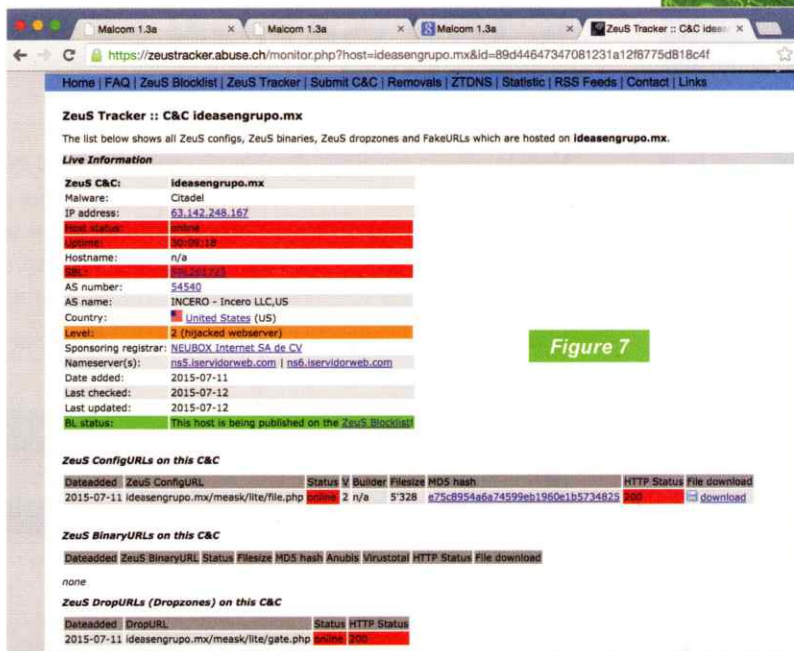 Malcom 1.3a
Malcom 1.3a
Malcom 1.3a
ZeuS Tracker :: C&C ideas
https://zeustracker.abuse.ch/monitor.php?host=ideasengrupo.mx&id=89d44647347081231a12f6775d818c4f
Home | FAQ | ZeuS Blocklist | ZeuS Tracker | Submit C&C | Removals | ZTDNS | Statistic | RSS Feeds | Contact | Links
ZeuS Tracker :: C&C ideasengrupo.mx
The list below shows all ZeuS configs, ZeuS binaries, ZeuS dropzones and FakeURLs which are hosted on ideasengrupo.mx.
Live Information
ZeuS C&C: ideasengrupo.mx
Malware: Citadel
IP address: 63.142.248.167
Host status: online
Uptime: 30:09:18
Hostname: n/a
SBL: SBL261723
AS number: 54540
AS name: INCERO - Incero LLC,US
Country: United States (US)
Level: 2 (hijacked webserver)
Sponsoring registrar: NEUBOX Internet SA de CV
Nameserver(s): ns5.iservidorweb.com | ns6.iservidorweb.com
Date added: 2015-07-11
Last checked: 2015-07-12
Last updated: 2015-07-12
BL status: This host is being published on the ZeuS Blocklist!
Figure 7
ZeuS ConfigURLs on this C&C
Dateadded ZeuS ConfigURL Status V Builder Filesize MD5 hash HTTP Status File download
2015-07-11 ideasengrupo.mx/meask/lite/file.php online 2 n/a 5'328 e75c8954a6a74599eb1960e1b5734825 200 download
ZeuS BinaryURLs on this C&C
Dateadded ZeuS BinaryURL Status Filesize MD5 hash Anubis Virustotal HTTP Status File download
none
ZeuS DropURLs (Dropzones) on this C&C
Dateadded DropURL Status HTTP Status
2015-07-11 ideasengrupo.mx/meask/lite/gate.php online 200